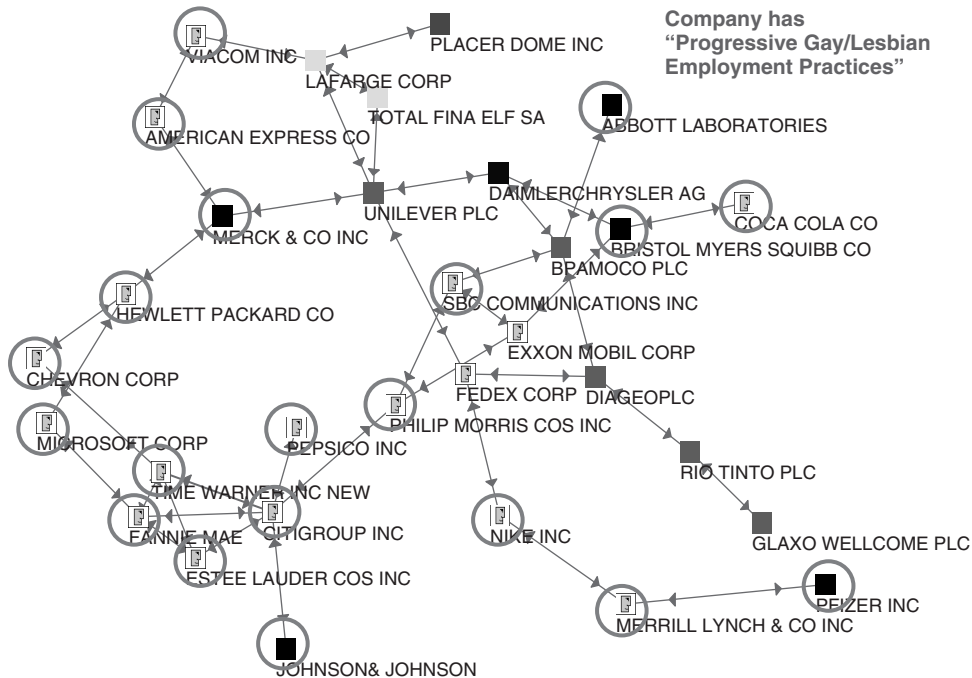 Company has
“Progressive Gay/Lesbian
Employment Practices”
PLACER DOME INC
VIACOM INC
LAFARGE CORP
TOTAL FINA ELF SA
ABBOTT LABORATORIES
AMERICAN EXPRESS CO
DAIMLERCHRYSLER AG
UNILEVER PLC
COCA COLA CO
MERCK & CO INC
BRISTOL MYERS SQUIBB CO
BPAMOCO PLC
SBC COMMUNICATIONS INC
HEWLETT PACKARD CO
EXXON MOBIL CORP
CHEVRON CORP
FEDEX CORP
DIAGEOPLC
PHILIP MORRIS COS INC
MICROSOFT CORP
PEPSICO INC
RIO TINTO PLC
TIME WARNER INC NEW
FANNIE MAE
CITIGROUP INC
NIKE INC
GLAXO WELLCOME PLC
ESTEE LAUDER COS INC
PFIZER INC
MERRILL LYNCH & CO INC
JOHNSON& JOHNSON